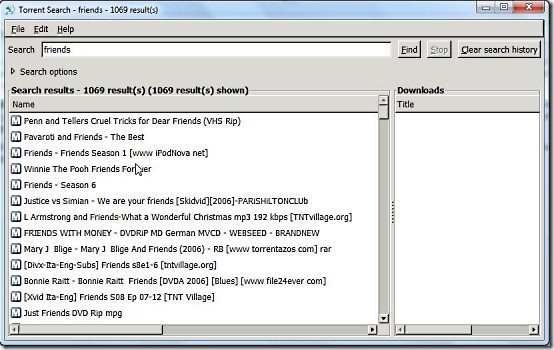 Torrent Search - friends - 1069 result(s)
File Edit Help
Search friends Find Stop Clear search history
Search options
Search results - 1069 result(s) (1069 result(s) shown)
Name
Penn and Tellers Cruel Tricks for Dear Friends (VHS Rip)
Pavaroti and Friends - The Best
Friends - Friends Season 1 [www iPodNova net]
Winnie The Pooh Friends Forever
Friends - Season 6
Justice vs Simian - We are your friends [Skidvid][2006]-PARiSHiLTONCLUb
L Armstrong and Friends-What a Wonderful Christmas mp3 192 kbps [TNTvillage.org]
FRIENDS WITH MONEY - DVDRiP MD German MVCD - WEBSEED - BRANDNEW
Mary J Blige - Mary J Blige And Friends (2006) - RB [www torrentazos com] rar
[Divx-Ita-Eng-Subs] Friends s8e1-6 [tntvillage.org]
Bonnie Raitt - Bonnie Raitt Friends [DVDA 2006] [Blues] [www file24ever com]
[Xvid Ita-Eng] Friends S08 Ep 07-12 [TNT Village]
Just Friends DVD Rip mpg
Downloads
Title